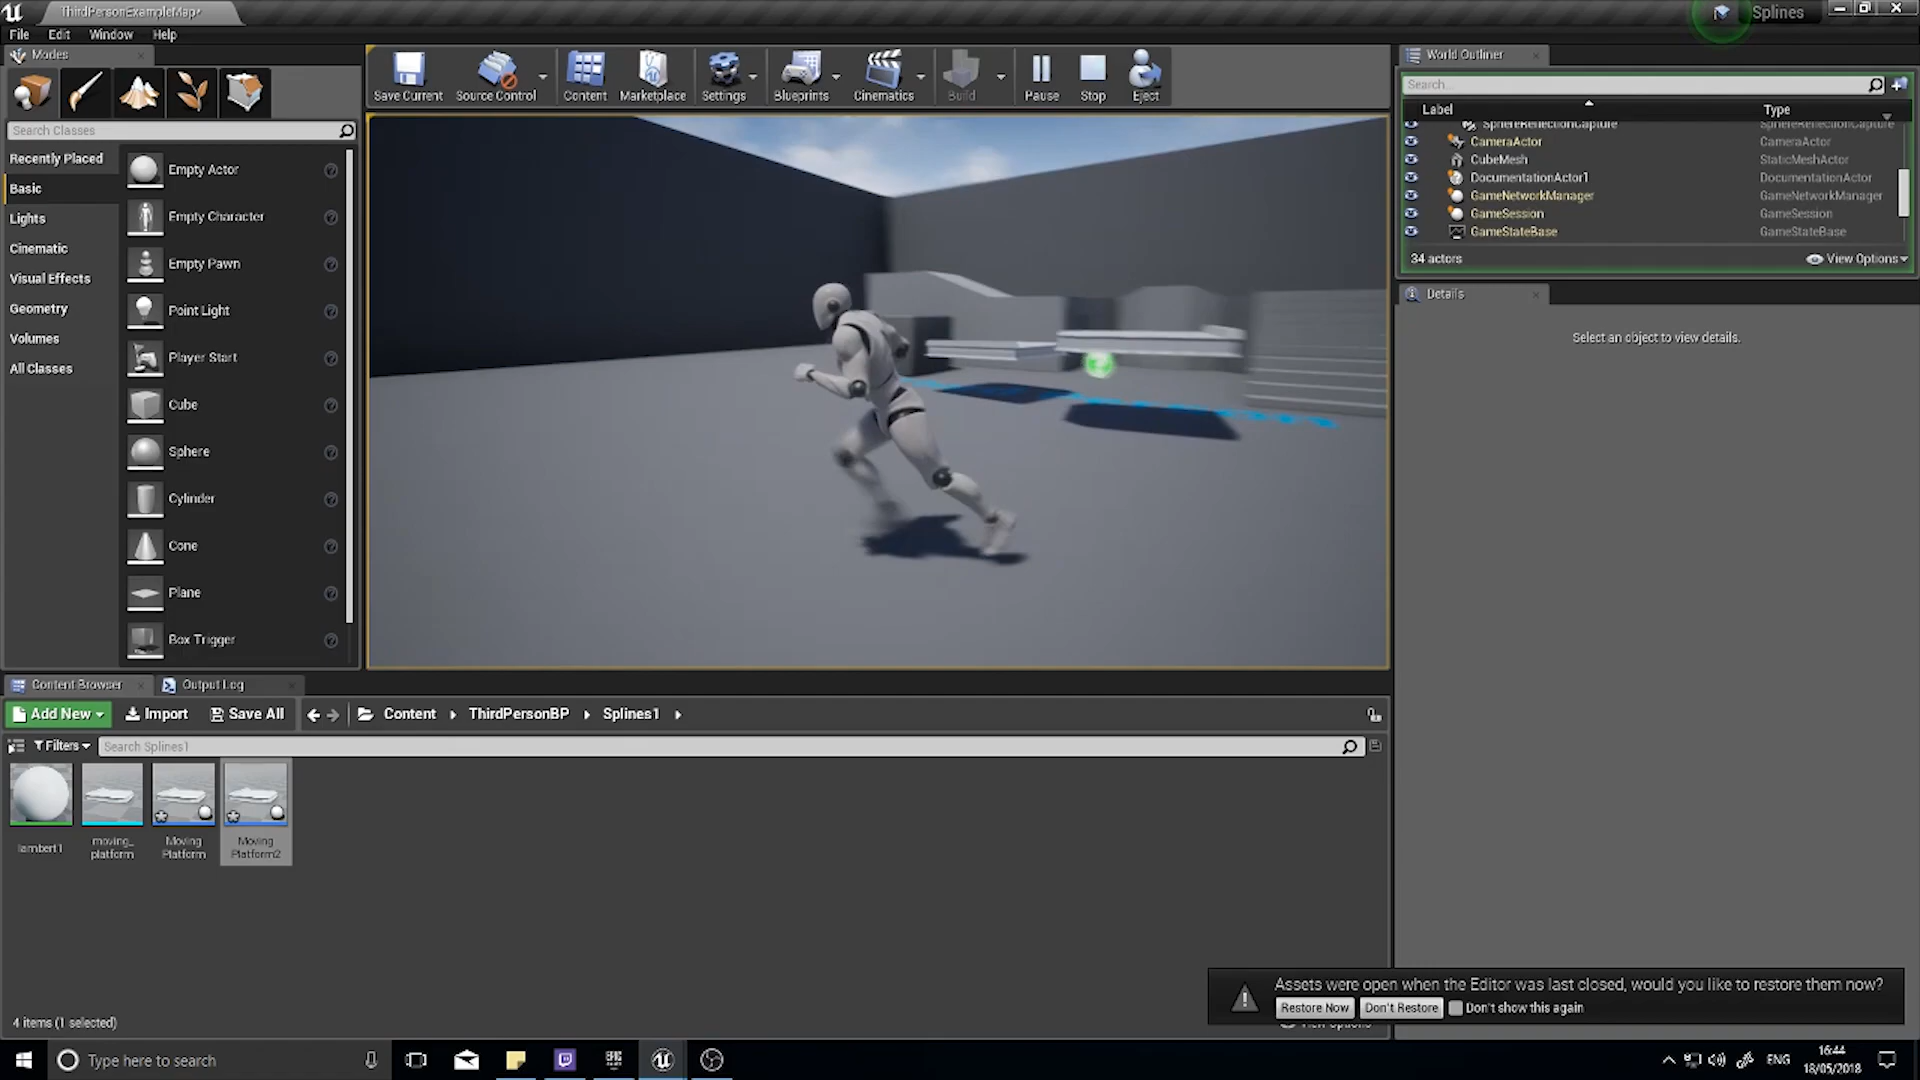 ThirdPersonExampleMap*
Splines
File Edit Window Help
Modes
Search Classes
Recently Placed
Basic
Lights
Cinematic
Visual Effects
Geometry
Volumes
All Classes
Empty Actor
Empty Character
Empty Pawn
Point Light
Player Start
Cube
Sphere
Cylinder
Cone
Plane
Box Trigger
Save Current
Source Control
Content
Marketplace
Settings
Blueprints
Cinematics
Build
Pause
Stop
Eject
World Outliner
Search...
Label Type
SphereReflectionCapture SphereReflectionCapture
CameraActor CameraActor
CubeMesh StaticMeshActor
DocumentationActor1 DocumentationActor
GameNetworkManager GameNetworkManager
GameSession GameSession
GameStateBase GameStateBase
34 actors View Options
Details
Select an object to view details.
Content Browser Output Log
Add New Import Save All Content ThirdPersonBP Splines1
Filters Search Splines1
lambert1
moving_
platform
Moving
Platform
Moving
Platform2
4 items (1 selected)
View Options
Assets were open when the Editor was last closed, would you like to restore them now?
Restore Now Don't Restore Don't show this again
Type here to search
EPIC
ENG
16:44
18/05/2018